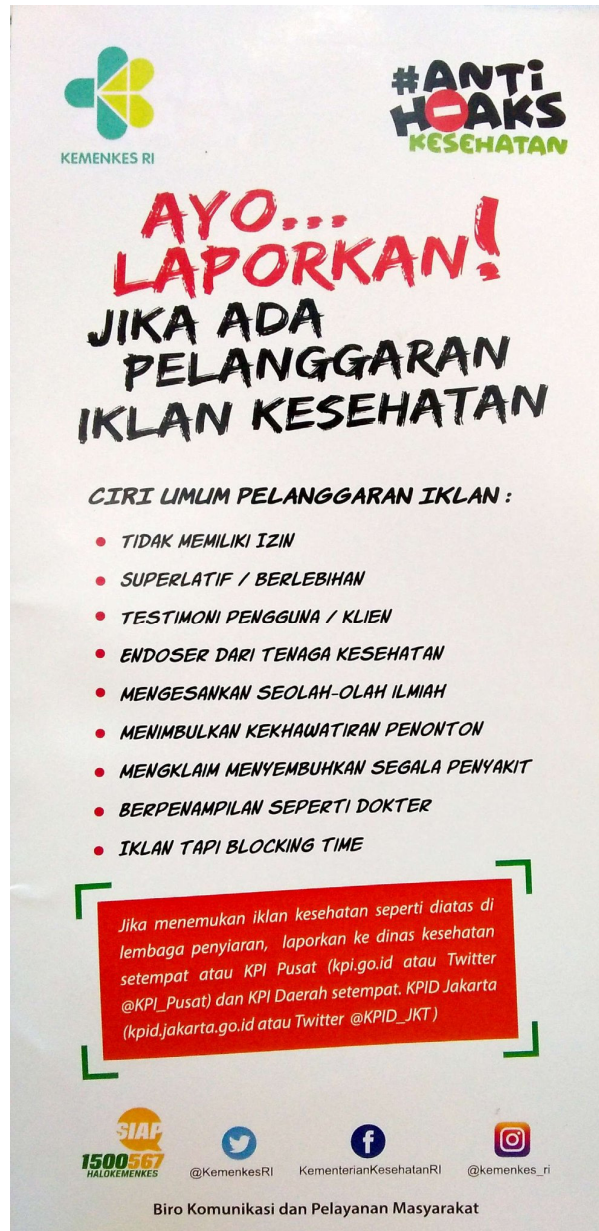 KEMENKES RI
#ANTi
HOAKS
KESEHATAN
AYO...
LAPORKAN!
JIKA ADA
PELANGGARAN
IKLAN KESEHATAN
CIRI UMUM PELANGGARAN IKLAN :
• TIDAK MEMILIKI IZIN
• SUPERLATIF / BERLEBIHAN
• TESTIMONI PENGGUNA / KLIEN
• ENDOSER DARI TENAGA KESEHATAN
• MENGESANKAN SEOLAH-OLAH ILMIAH
• MENIMBULKAN KEKHAWATIRAN PENONTON
• MENGKLAIM MENYEMBUHKAN SEGALA PENYAKIT
• BERPENAMPILAN SEPERTI DOKTER
• IKLAN TAPI BLOCKING TIME
Jika menemukan iklan kesehatan seperti diatas di
lembaga penyiaran, laporkan ke dinas kesehatan
setempat atau KPI Pusat (kpi.go.id atau Twitter
@KPI_Pusat) dan KPI Daerah setempat. KPID Jakarta
(kpid.jakarta.go.id atau Twitter @KPID_JKT)
SIAP
1500567
HALOKEMENKES
@KemenkesRI
KementerianKesehatanRI
@kemenkes_ri
Biro Komunikasi dan Pelayanan Masyarakat